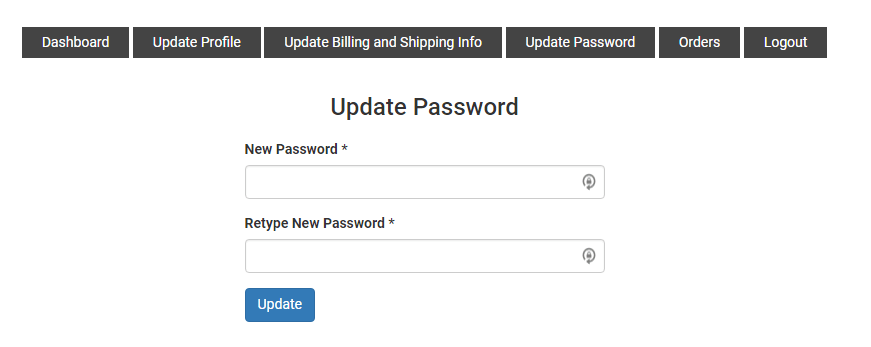 Dashboard Update Profile Update Billing and Shipping Info Update Password Orders Logout
Update Password
New Password *
Retype New Password *
Update